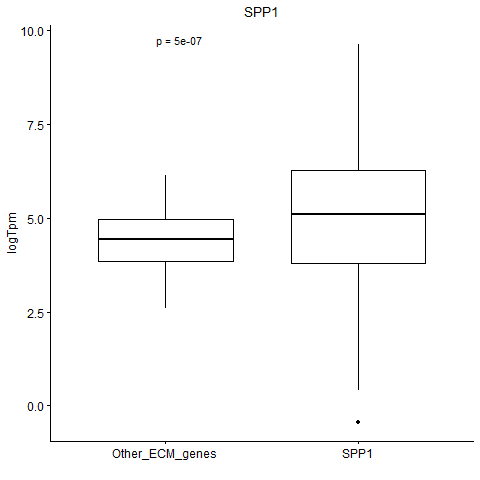 SPP1
p = 5e-07
logTpm
10.0
7.5
5.0
2.5
0.0
Other_ECM_genes
SPP1